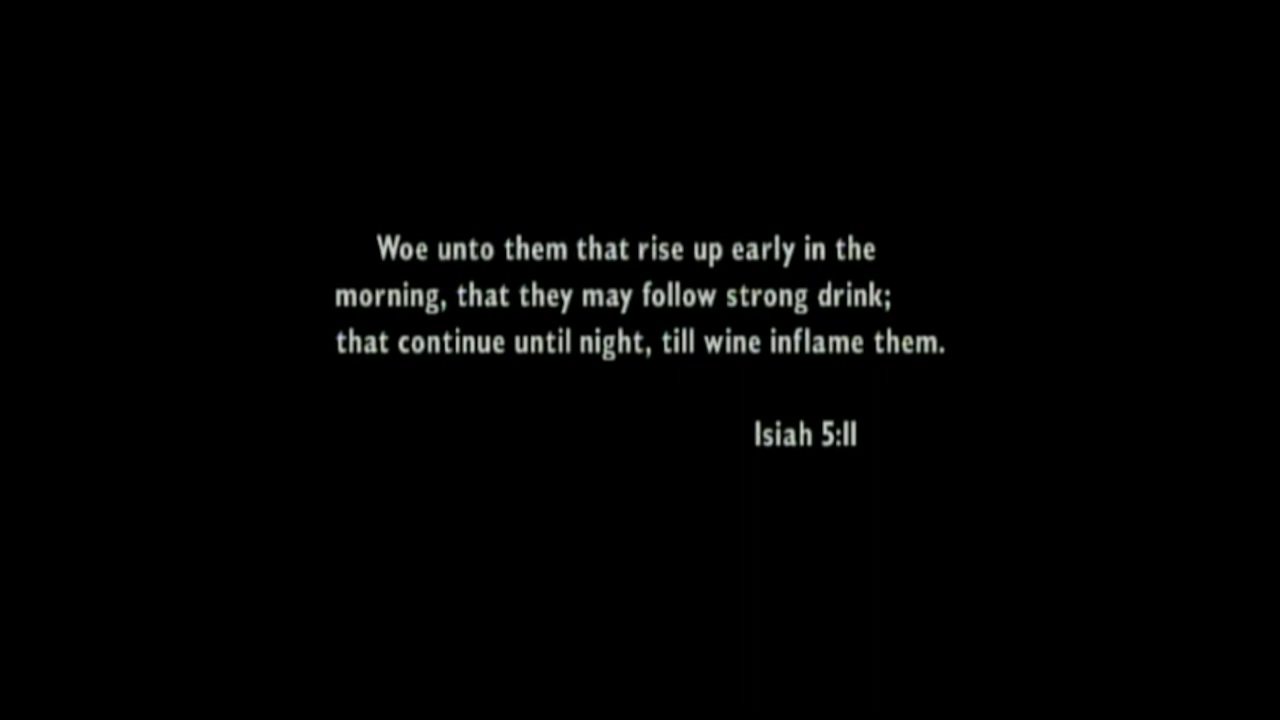 Woe unto them that rise up early in the
morning, that they may follow strong drink;
that continue until night, till wine inflame them.
Isiah 5:11